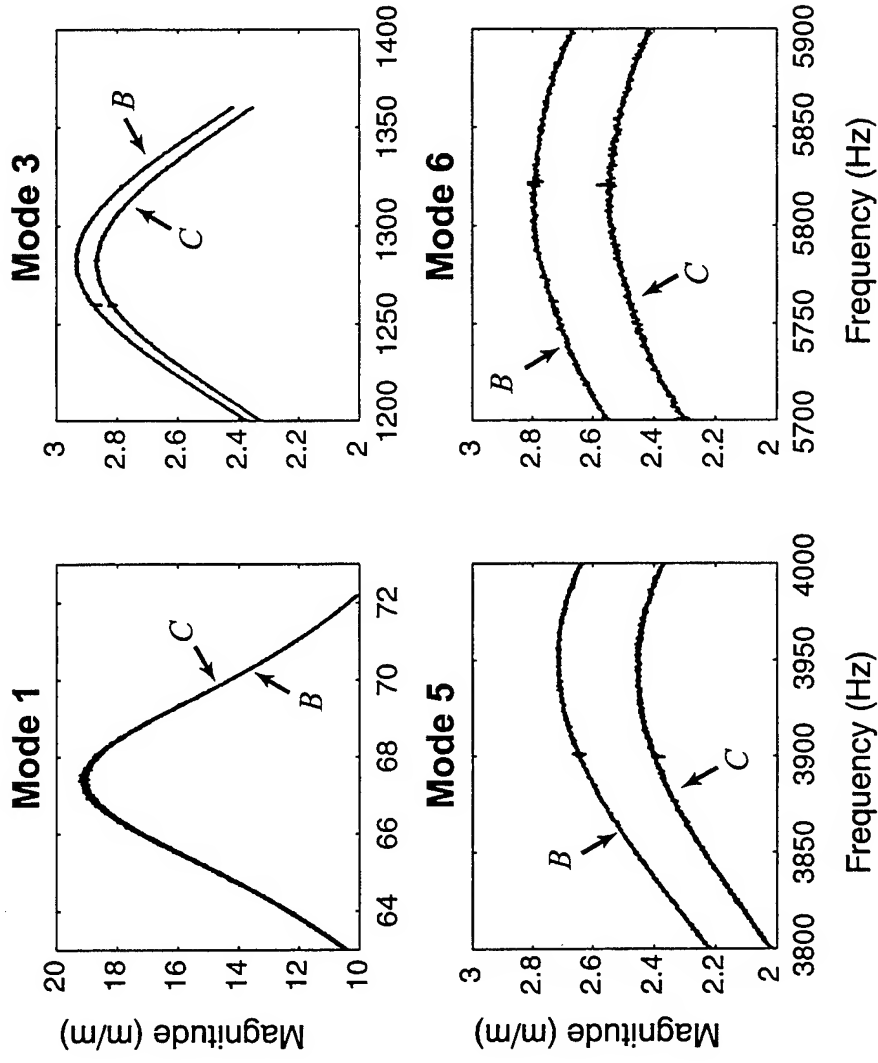 Mode 1
Magnitude (m/m)
20
18
16
14
12
10
64
66
68
70
72
C
B
Mode 3
3
2.8
2.6
2.4
2.2
2
1200
1250
1300
1350
1400
B
C
Mode 5
Magnitude (m/m)
3
2.8
2.6
2.4
2.2
2
3800
3850
3900
3950
4000
Frequency (Hz)
B
C
Mode 6
3
2.8
2.6
2.4
2.2
2
5700
5750
5800
5850
5900
Frequency (Hz)
B
C